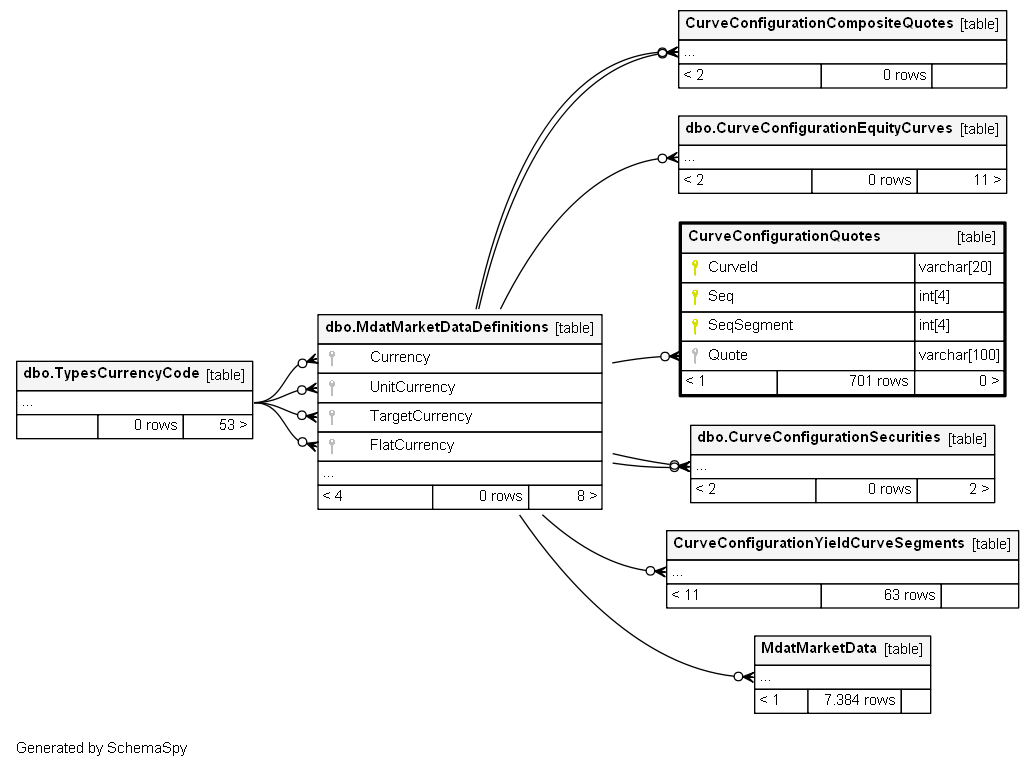 CurveConfigurationCompositeQuotes [table]
...
< 2 0 rows
dbo.CurveConfigurationEquityCurves [table]
...
< 2 0 rows 11 >
CurveConfigurationQuotes [table]
CurveId varchar[20]
Seq int[4]
SeqSegment int[4]
Quote varchar[100]
< 1 701 rows 0 >
dbo.MdatMarketDataDefinitions [table]
Currency
UnitCurrency
TargetCurrency
FlatCurrency
...
< 4 0 rows 8 >
dbo.TypesCurrencyCode [table]
...
0 rows 53 >
dbo.CurveConfigurationSecurities [table]
...
< 2 0 rows 2 >
CurveConfigurationYieldCurveSegments [table]
...
< 11 63 rows
MdatMarketData [table]
...
< 1 7.384 rows
Generated by SchemaSpy